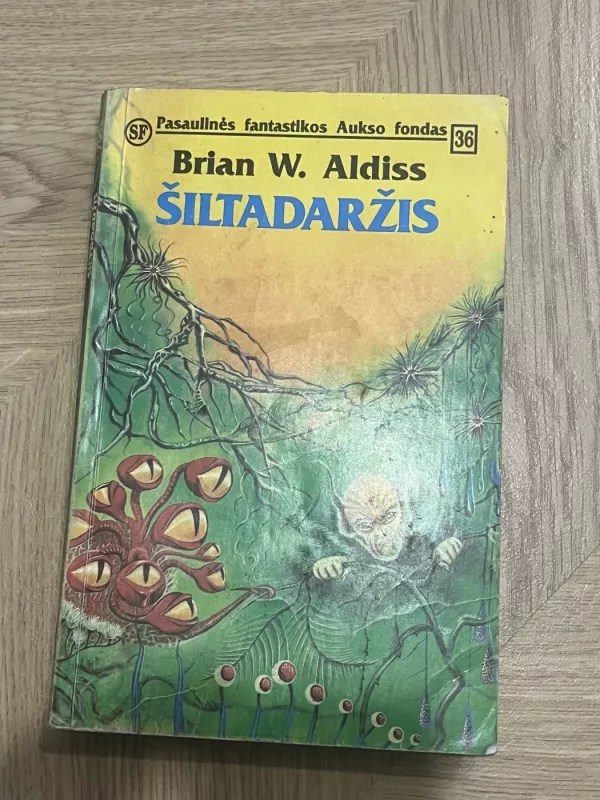 SF Pasaulinės fantastikos Aukso fondas 36
Brian W. Aldiss
ŠILTADARŽIS